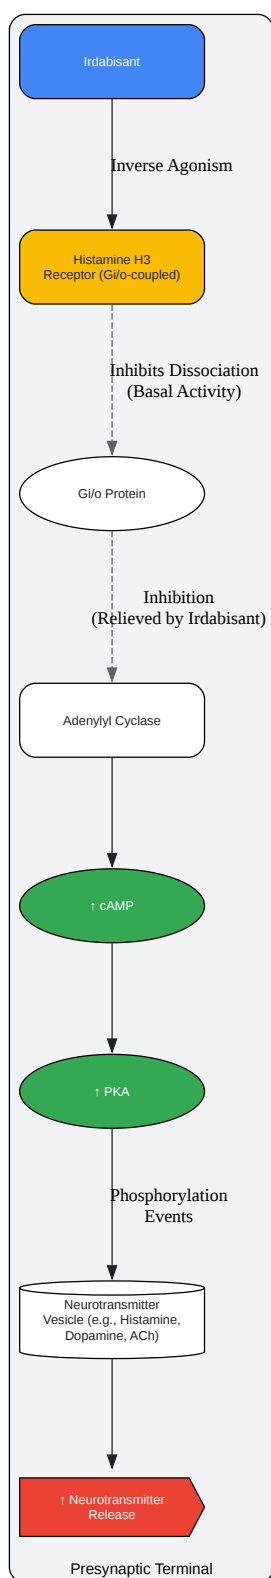 Irdabisant
Inverse Agonism
Histamine H3
Receptor (Gi/o-coupled)
Inhibits Dissociation
(Basal Activity)
Gi/o Protein
Inhibition
(Relieved by Irdabisant)
Adenylyl Cyclase
↑ cAMP
↑ PKA
Phosphorylation
Events
Neurotransmitter
Vesicle (e.g., Histamine,
Dopamine, ACh)
↑ Neurotransmitter
Release
Presynaptic Terminal